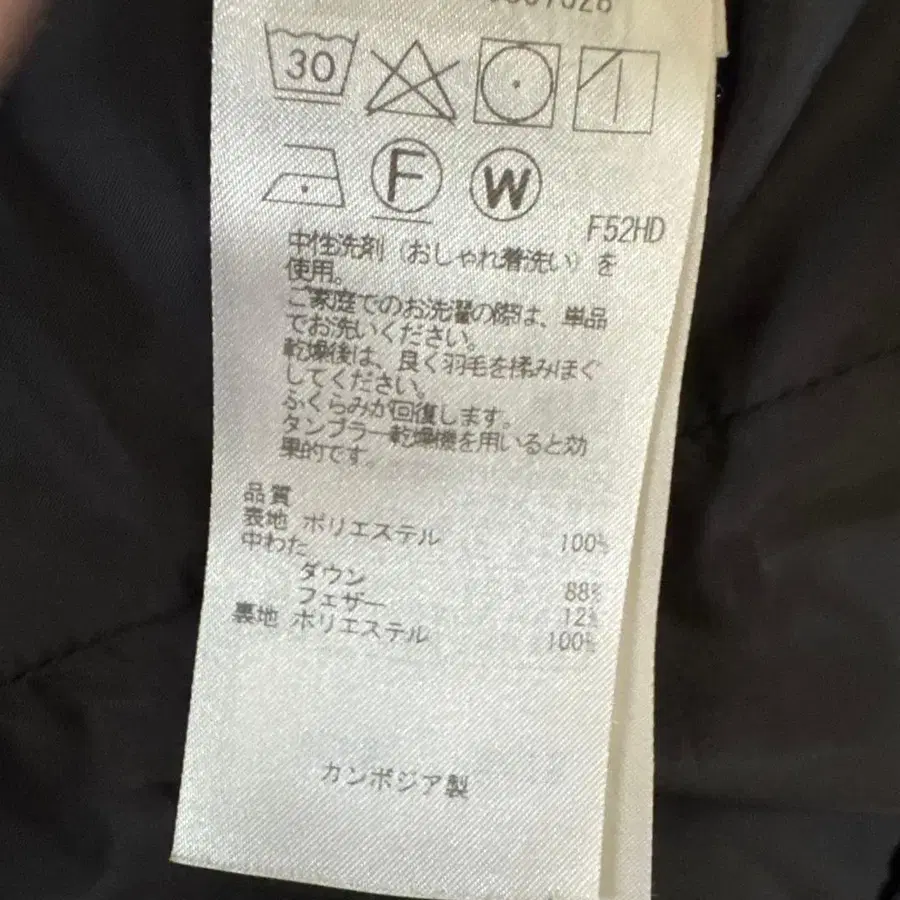 30
F W
F52HD
中性洗剤（おしゃれ着洗い）を
使用。
ご家庭でのお洗濯の際は、単品
でお洗いください。
乾燥後は、良く羽毛を揉みほぐ
してください。
ふくらみが回復します。
タンブラー乾燥機を用いると効
果的です。
品質
表地 ポリエステル 100%
中わた
ダウン 88%
フェザー 12%
裏地 ポリエステル 100%
カンボジア製